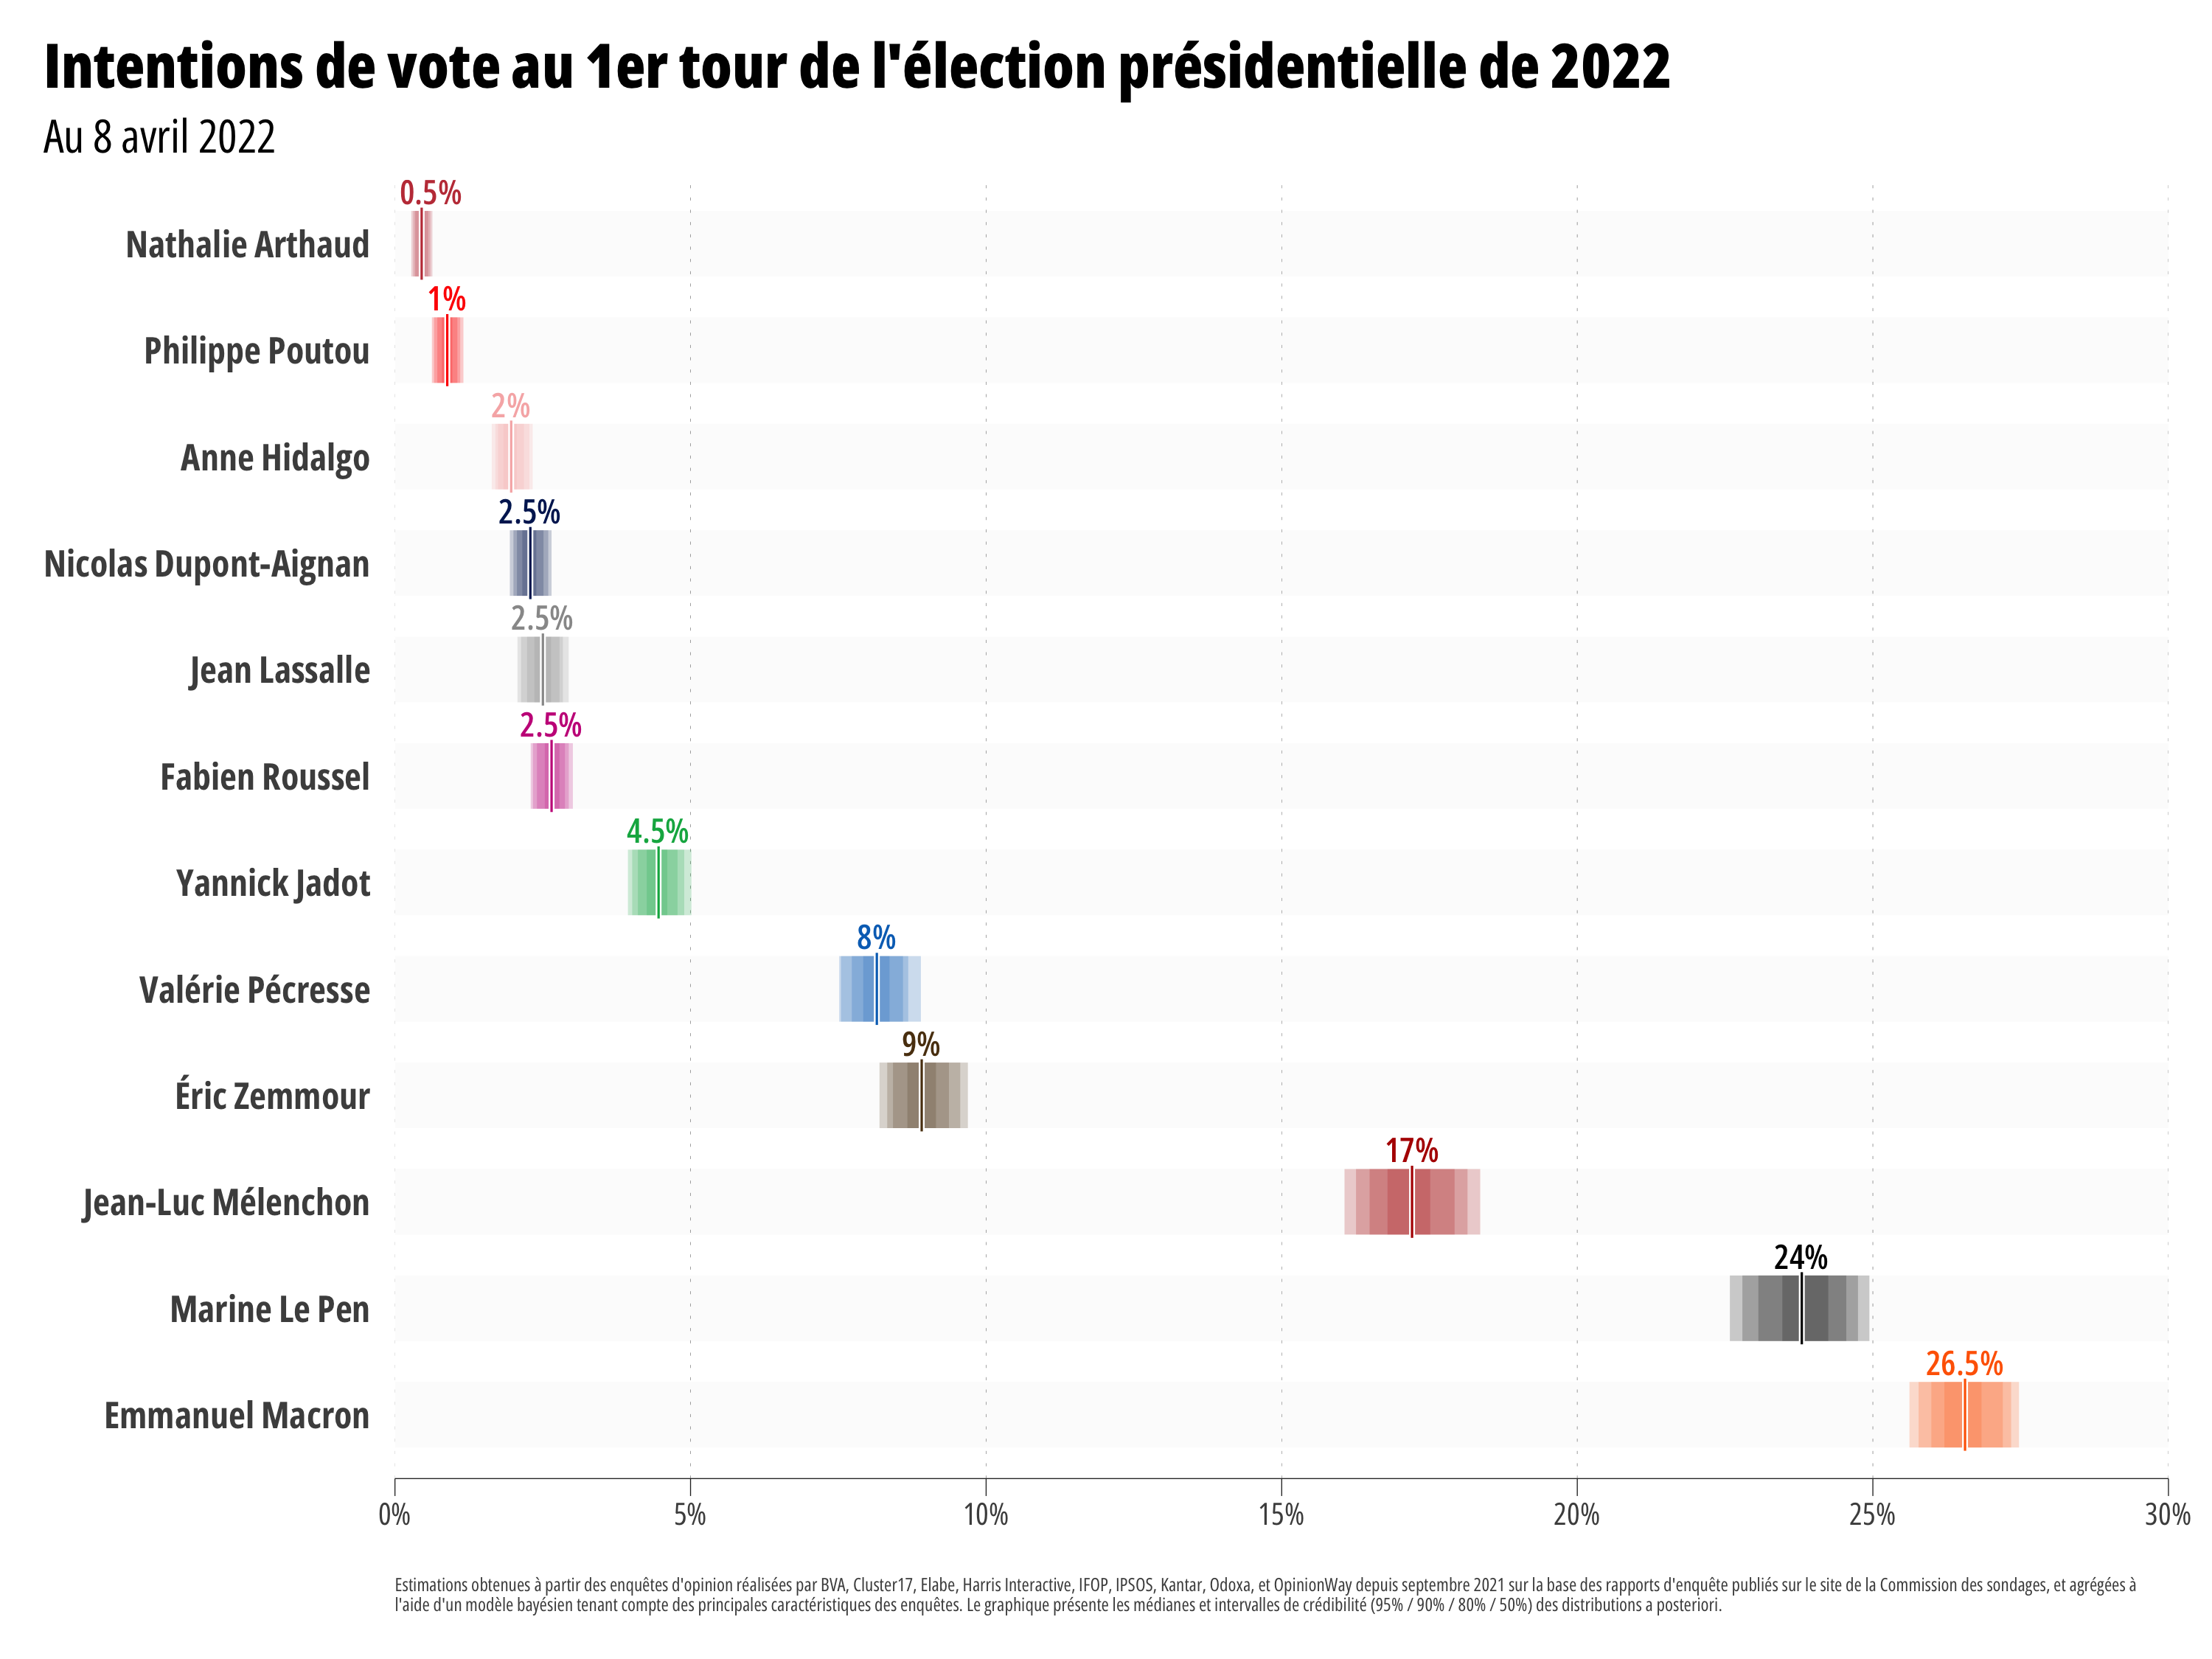 Intentions de vote au 1er tour de l'élection présidentielle de 2022
Au 8 avril 2022
0.5%
Nathalie Arthaud
1%
Philippe Poutou
2%
Anne Hidalgo
2.5%
Nicolas Dupont-Aignan
2.5%
Jean Lassalle
2.5%
Fabien Roussel
4.5%
Yannick Jadot
8%
Valérie Pécresse
9%
Éric Zemmour
17%
Jean-Luc Mélenchon
24%
Marine Le Pen
26.5%
Emmanuel Macron
0% 5% 10% 15% 20% 25% 30%
Estimations obtenues à partir des enquêtes d'opinion réalisées par BVA, Cluster17, Elabe, Harris Interactive, IFOP, IPSOS, Kantar, Odoxa, et OpinionWay depuis septembre 2021 sur la base des rapports d'enquête publiés sur le site de la Commission des sondages, et agrégées à
l'aide d'un modèle bayésien tenant compte des principales caractéristiques des enquêtes. Le graphique présente les médianes et intervalles de crédibilité (95% / 90% / 80% / 50%) des distributions a posteriori.